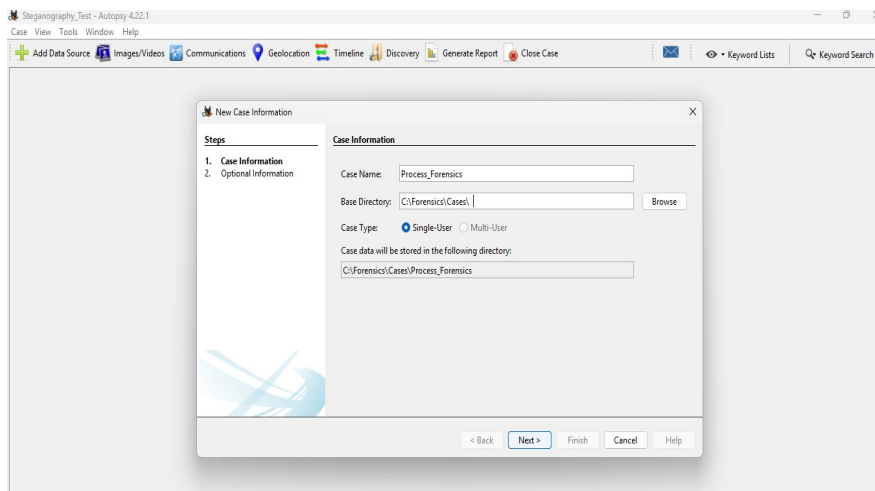 Steganography_Test - Autopsy 4.22.1
Case View Tools Window Help
Add Data Source Images/Videos Communications Geolocation Timeline Discovery Generate Report Close Case Keyword Lists Keyword Search
New Case Information
Steps
1. Case Information
2. Optional Information
Case Information
Case Name: Process_Forensics
Base Directory: C:\Forensics\Cases\ Browse
Case Type: Single-User Multi-User
Case data will be stored in the following directory:
C:\Forensics\Cases\Process_Forensics
< Back Next > Finish Cancel Help